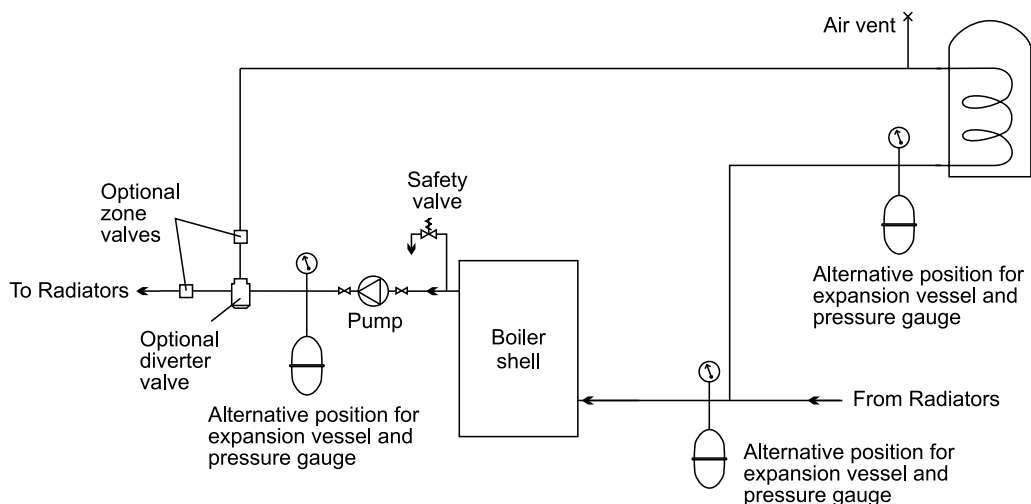 Air vent
Optional
zone
valves
Safety
valve
To Radiators
Pump
Optional
diverter
valve
Alternative position for
expansion vessel and
pressure gauge
Boiler
shell
Alternative position for
expansion vessel and
pressure gauge
From Radiators
Alternative position for
expansion vessel and
pressure gauge